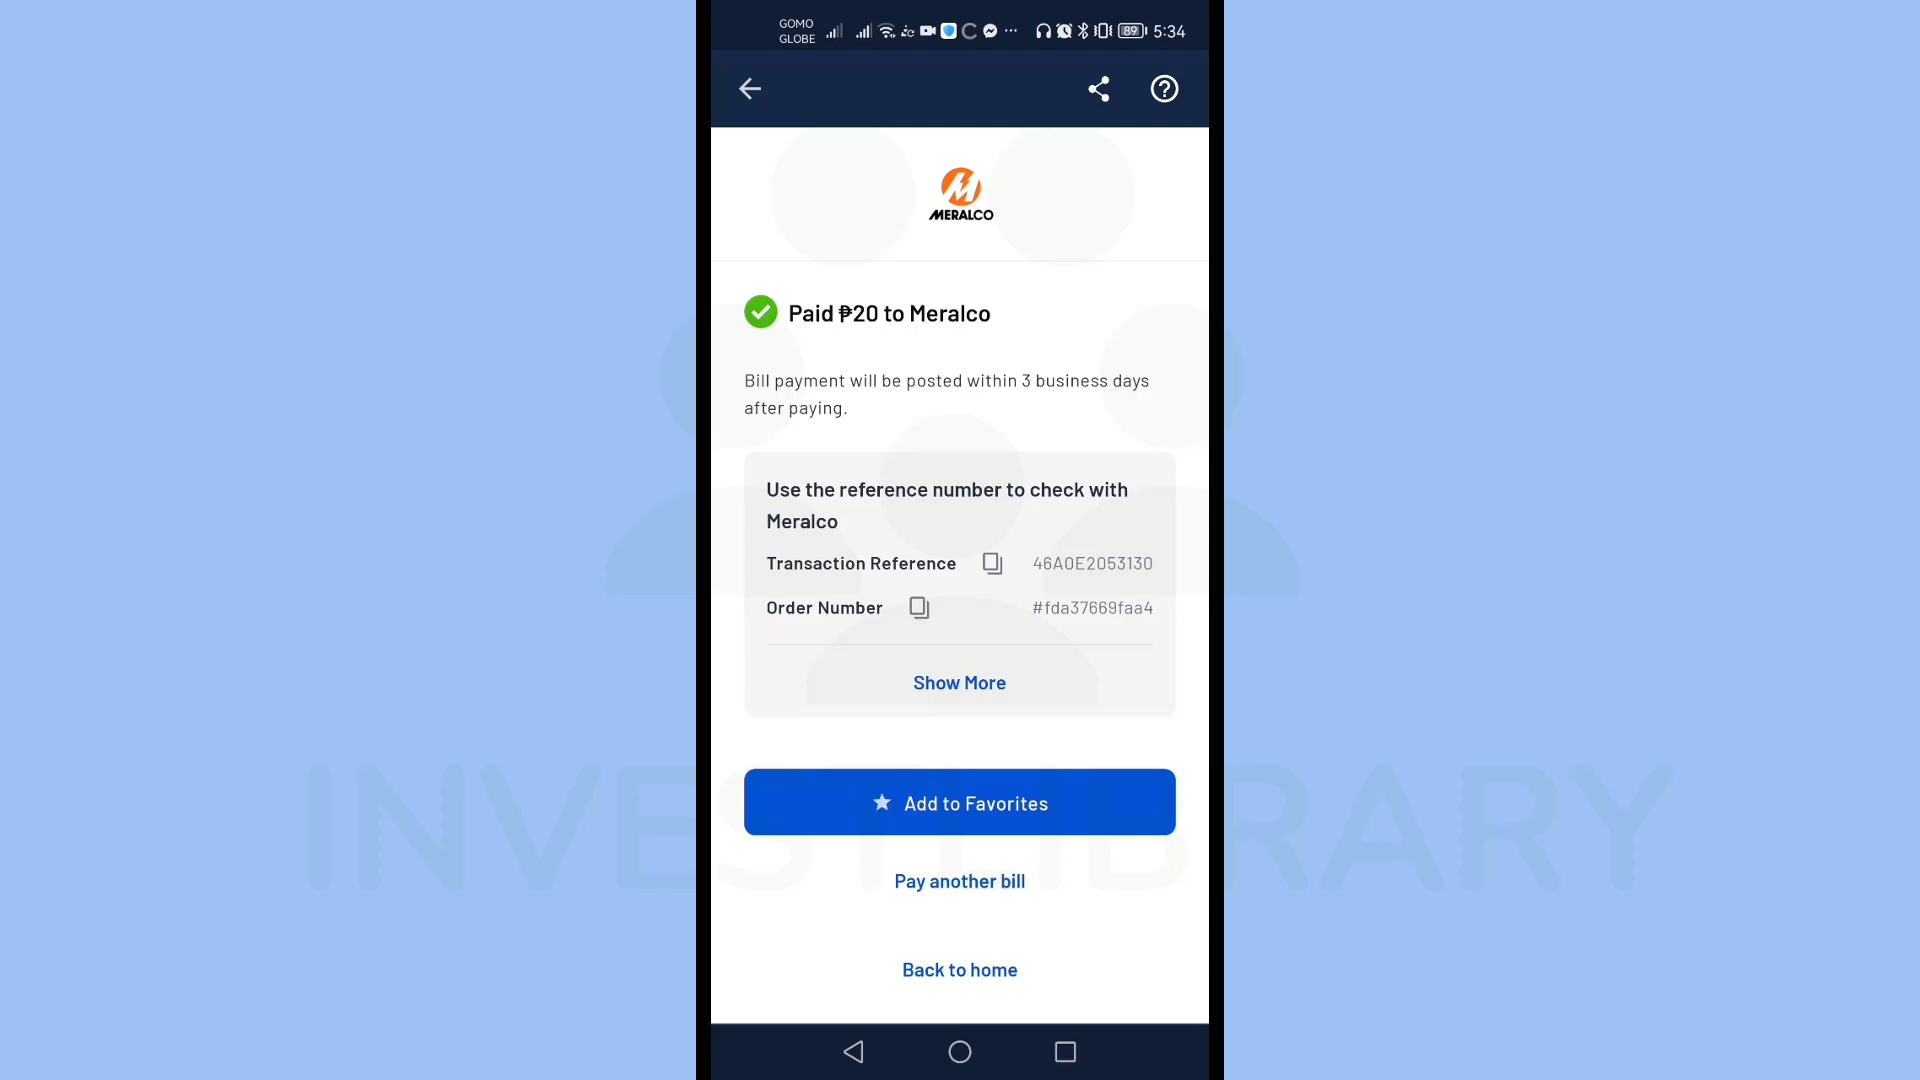 GOMO
GLOBE
89
5:34
MERALCO
Paid ₱20 to Meralco
Bill payment will be posted within 3 business days
after paying.
Use the reference number to check with
Meralco
Transaction Reference 46A0E2053130
Order Number #fda37669faa4
Show More
Add to Favorites
INVESTLIBRARY
Pay another bill
Back to home